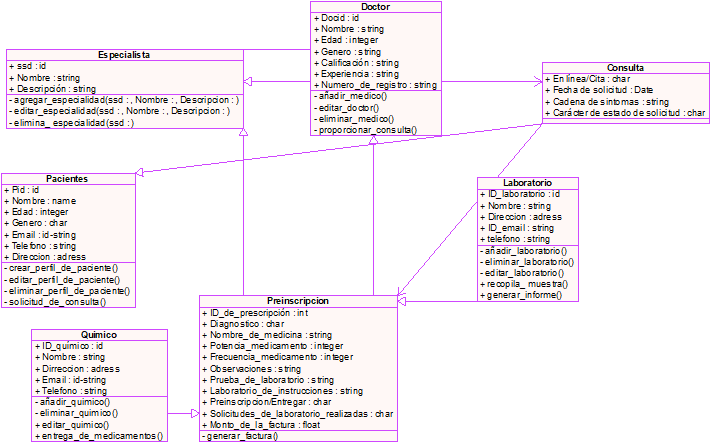 Doctor
+ Docid : id
+ Nombre : string
+ Edad : integer
+ Genero : string
+ Calificación : string
+ Experiencia : string
+ Numero_de_registro : string
- añadir_medico()
- editar_doctor()
- eliminar_medico()
- proporcionar_consulta()
Especialista
+ ssd : id
+ Nombre : string
+ Descripción : string
- agregar_especialidad(ssd : , Nombre : , Descripcion : )
- editar_especialidad(ssd : , Nombre : , Descripcion : )
- elimina_ especialidad(ssd : )
Consulta
+ En línea/Cita : char
+ Fecha de solicitud : Date
+ Cadena de síntomas : string
+ Carácter de estado de solicitud : char
Pacientes
+ Pid : id
+ Nombre : name
+ Edad : integer
+ Genero : char
+ Email : id-string
+ Telefono : string
+ Direccion : adress
- crear_perfil_de_paciente()
- editar_perfil_de_paciente()
- eliminar_perfil_de_paciente()
- solicitud_de_consulta()
Laboratorio
+ ID_laboratorio : id
+ Nombre : string
+ Direccion : adress
+ ID_email : string
+ telefono : string
- añadir_laboratorio()
- eliminar_laboratorio()
- editar_laboratorio()
+ recopila_ muestra()
+ generar_informe()
Preinscripcion
+ ID_de_prescripción : int
+ Diagnostico : char
+ Nombre_de_medicina : string
+ Potencia_medicamento : integer
+ Frecuencia_medicamento : integer
+ Observaciones : string
+ Prueba_de_laboratorio : string
+ Laboratorio_de_instrucciones : string
+ Preinscripcion/Entregar : char
+ Solicitudes_de_laboratorio_realizadas : char
+ Monto_de_la_factura : float
- generar_factura()
Quimico
+ ID_químico : id
+ Nombre : string
+ Dirreccion : adress
+ Email : id-string
+ Telefono : string
- añadir_quimico()
- eliminar_quimico()
+ editar_quimico()
+ entrega_de_medicamentos()